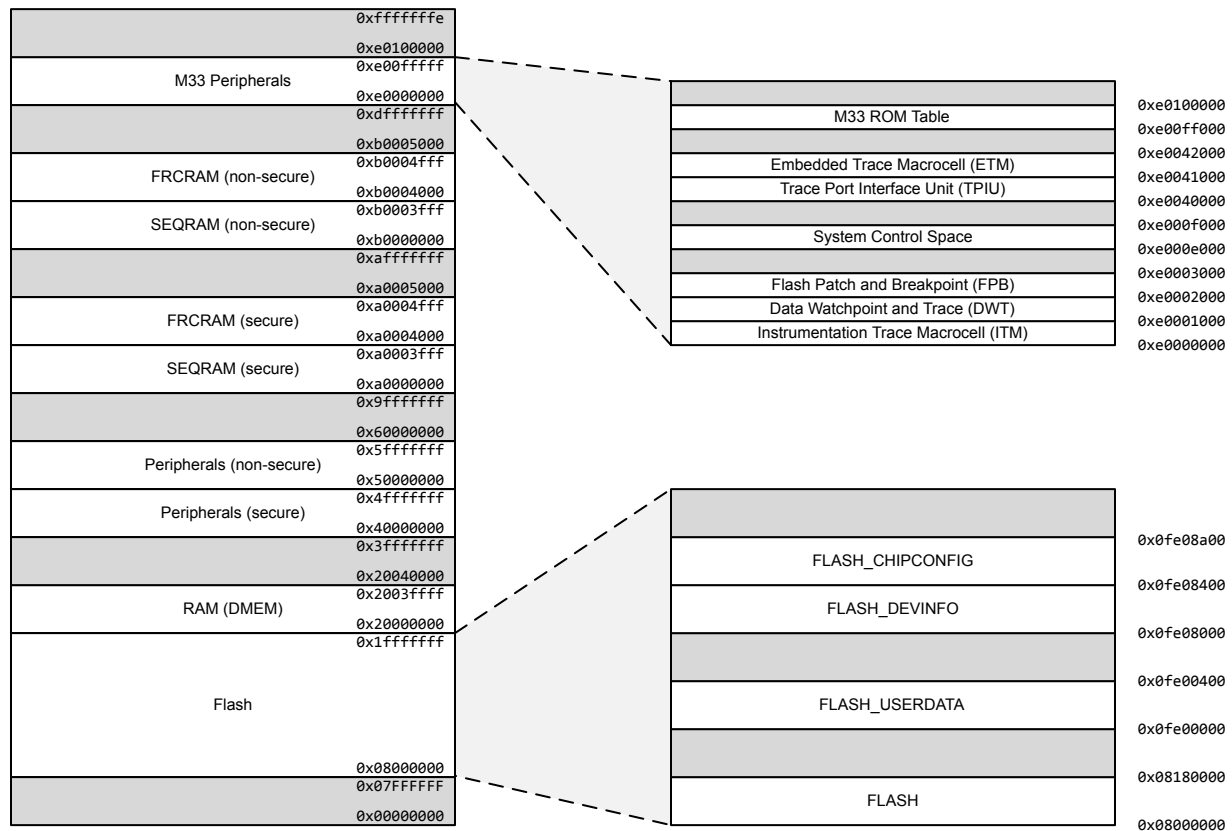 0xfffffffe
0xe0100000
M33 Peripherals
0xe00fffff
0xe0000000
0xdfffffff
0xb0005000
FRCRAM (non-secure)
0xb0004fff
0xb0004000
SEQRAM (non-secure)
0xb0003fff
0xb0000000
0xafffffff
0xa0005000
FRCRAM (secure)
0xa0004fff
0xa0004000
SEQRAM (secure)
0xa0003fff
0xa0000000
0x9fffffff
0x60000000
Peripherals (non-secure)
0x5fffffff
0x50000000
Peripherals (secure)
0x4fffffff
0x40000000
0x3fffffff
0x20040000
RAM (DMEM)
0x2003ffff
0x20000000
0x1fffffff
Flash
0x08000000
0x07FFFFFF
0x00000000
0xe0100000
M33 ROM Table
0xe00ff000
0xe0042000
Embedded Trace Macrocell (ETM)
0xe0041000
Trace Port Interface Unit (TPIU)
0xe0040000
0xe000f000
System Control Space
0xe000e000
0xe0003000
Flash Patch and Breakpoint (FPB)
0xe0002000
Data Watchpoint and Trace (DWT)
0xe0001000
Instrumentation Trace Macrocell (ITM)
0xe0000000
0x0fe08a00
FLASH_CHIPCONFIG
0x0fe08400
FLASH_DEVINFO
0x0fe08000
0x0fe00400
FLASH_USERDATA
0x0fe00000
0x08180000
FLASH
0x08000000